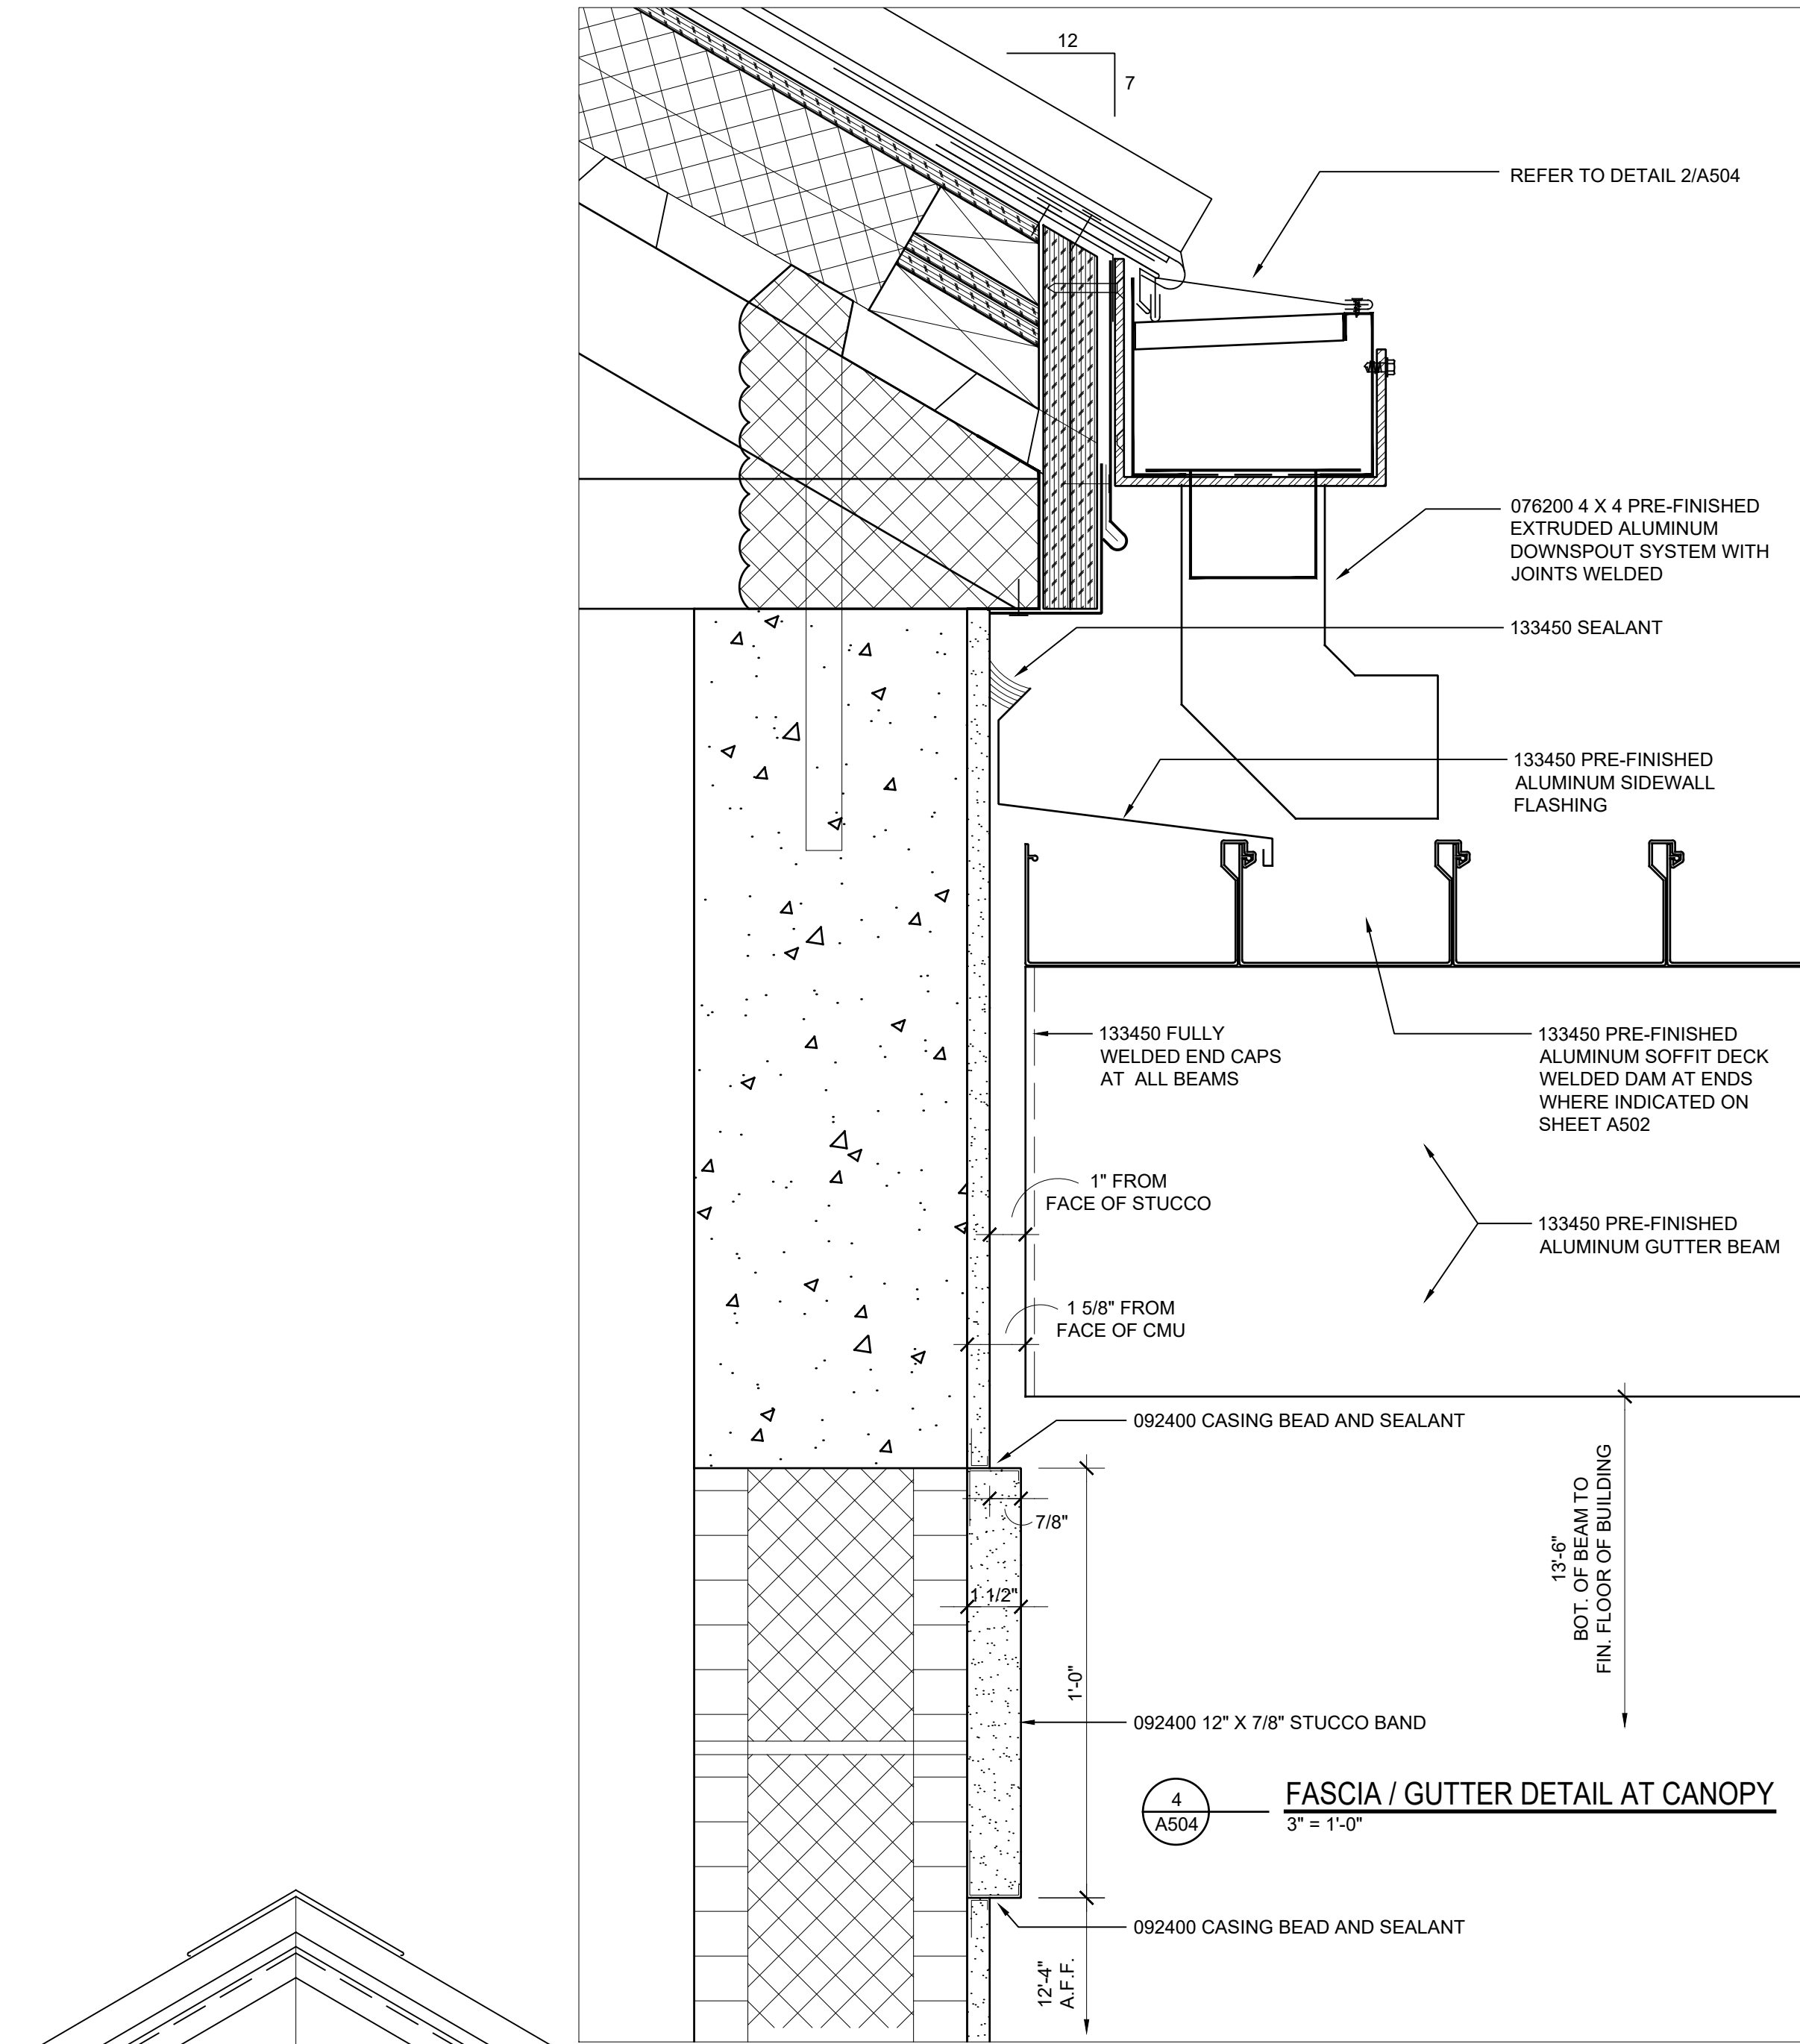 12
7
REFER TO DETAIL 2/A504
076200 4 X 4 PRE-FINISHED
EXTRUDED ALUMINUM
DOWNSPOUT SYSTEM WITH
JOINTS WELDED
133450 SEALANT
133450 PRE-FINISHED
ALUMINUM SIDEWALL
FLASHING
133450 FULLY
WELDED END CAPS
AT ALL BEAMS
133450 PRE-FINISHED
ALUMINUM SOFFIT DECK
WELDED DAM AT ENDS
WHERE INDICATED ON
SHEET A502
1" FROM
FACE OF STUCCO
133450 PRE-FINISHED
ALUMINUM GUTTER BEAM
1 5/8" FROM
FACE OF CMU
092400 CASING BEAD AND SEALANT
7/8"
13'-6"
BOT. OF BEAM TO
FIN. FLOOR OF BUILDING
1 1/2"
1'-0"
092400 12" X 7/8" STUCCO BAND
4
A504
FASCIA / GUTTER DETAIL AT CANOPY
3" = 1'-0"
092400 CASING BEAD AND SEALANT
12'-4"
A.F.F.